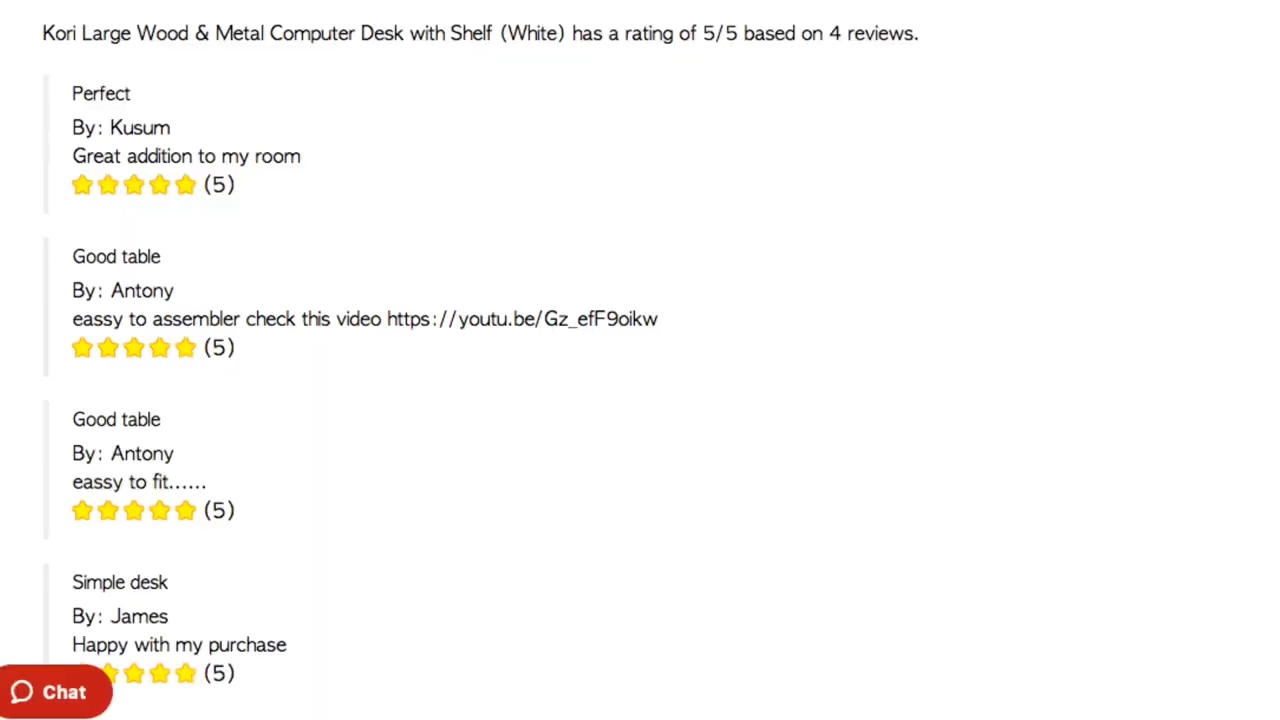 Kori Large Wood & Metal Computer Desk with Shelf (White) has a rating of 5/5 based on 4 reviews.
Perfect
By: Kusum
Great addition to my room
(5)
Good table
By: Antony
eassy to assembler check this video https://youtu.be/Gz_efF9oikw
(5)
Good table
By: Antony
eassy to fit......
(5)
Simple desk
By: James
Happy with my purchase
(5)
Chat